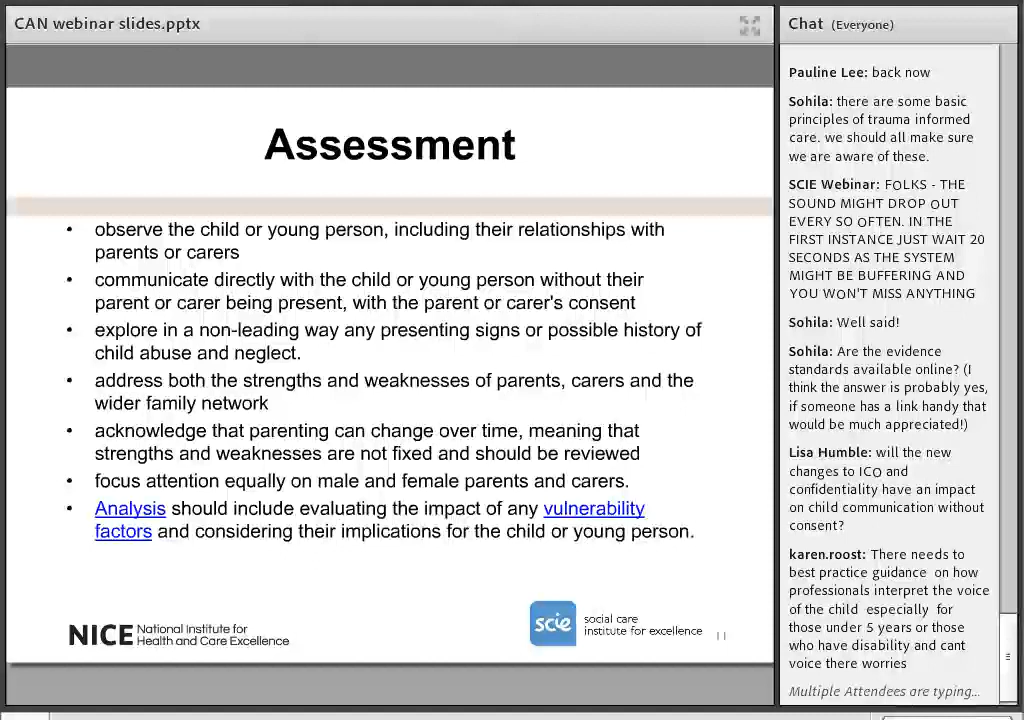 CAN webinar slides.pptx
Assessment
• observe the child or young person, including their relationships with
parents or carers
• communicate directly with the child or young person without their
parent or carer being present, with the parent or carer's consent
• explore in a non-leading way any presenting signs or possible history of
child abuse and neglect.
• address both the strengths and weaknesses of parents, carers and the
wider family network
• acknowledge that parenting can change over time, meaning that
strengths and weaknesses are not fixed and should be reviewed
• focus attention equally on male and female parents and carers.
• Analysis should include evaluating the impact of any vulnerability
factors and considering their implications for the child or young person.
NICE National Institute for
Health and Care Excellence
scie social care
institute for excellence
11
Chat (Everyone)
Pauline Lee: back now
Sohila: there are some basic
principles of trauma informed
care. we should all make sure
we are aware of these.
SCIE Webinar: FOLKS - THE
SOUND MIGHT DROP OUT
EVERY SO OFTEN. IN THE
FIRST INSTANCE JUST WAIT 20
SECONDS AS THE SYSTEM
MIGHT BE BUFFERING AND
YOU WON'T MISS ANYTHING
Sohila: Well said!
Sohila: Are the evidence
standards available online? (I
think the answer is probably yes,
if someone has a link handy that
would be much appreciated!)
Lisa Humble: will the new
changes to ICO and
confidentiality have an impact
on child communication without
consent?
karen.roost: There needs to
best practice guidance on how
professionals interpret the voice
of the child especially for
those under 5 years or those
who have disability and cant
voice there worries
Multiple Attendees are typing...